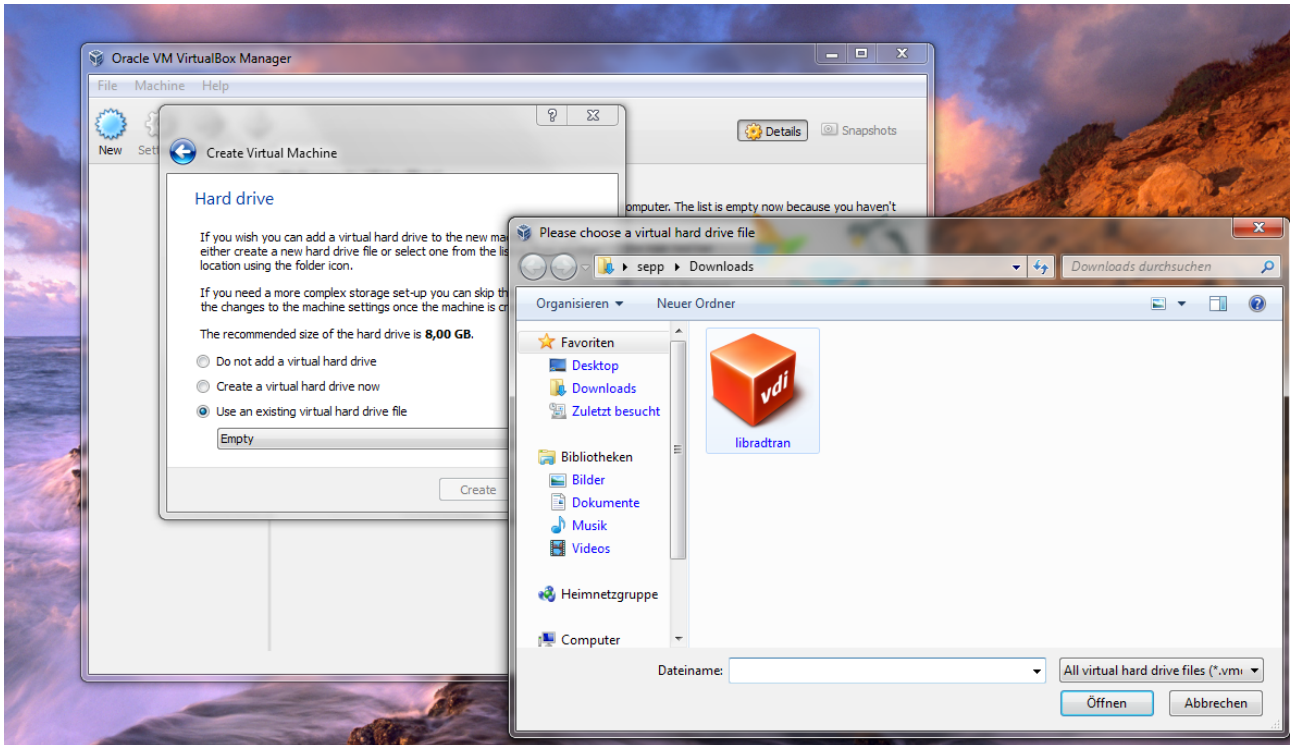 Oracle VM VirtualBox Manager
File Machine Help
New
Details
Snapshots
Create Virtual Machine
Hard drive
If you wish you can add a virtual hard drive to the new
either create a new hard drive file or select one from the
location using the folder icon.
If you need a more complex storage set-up you can skip
the changes to the machine settings once the machine is
The recommended size of the hard drive is 8,00 GB.
Do not add a virtual hard drive
Create a virtual hard drive now
Use an existing virtual hard drive file
Empty
Create
The list is empty now because you haven't
Please choose a virtual hard drive file
sepp Downloads
Downloads durchsuchen
Organisieren Neuer Ordner
Favoriten
Desktop
Downloads
Zuletzt besucht
Bibliotheken
Bilder
Dokumente
Musik
Videos
Heimnetzgruppe
Computer
vdi
libradtran
Dateiname:
All virtual hard drive files (*.vm
Öffnen
Abbrechen